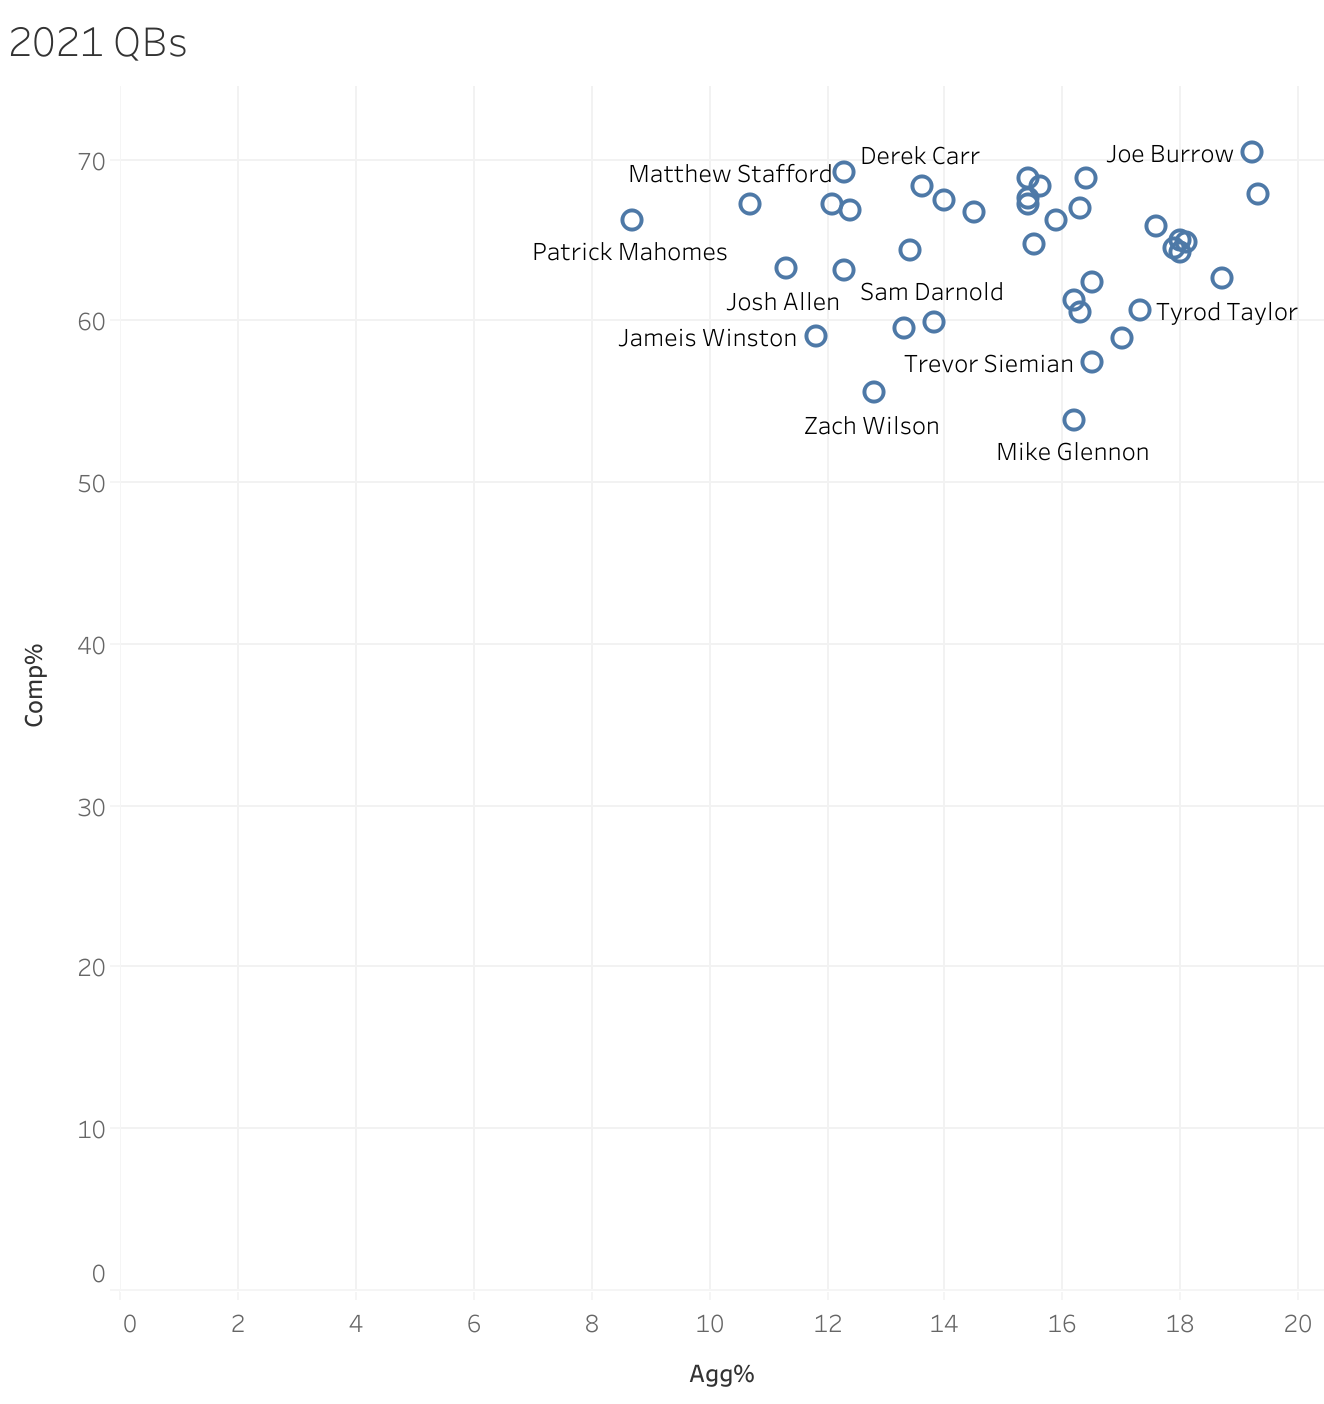 2021 QBs
70
60
50
40
30
20
10
0
Comp%
Derek Carr
Joe Burrow
Matthew Stafford
Patrick Mahomes
Josh Allen
Sam Darnold
Tyrod Taylor
Jameis Winston
Trevor Siemian
Zach Wilson
Mike Glennon
0 2 4 6 8 10 12 14 16 18 20
Agg%